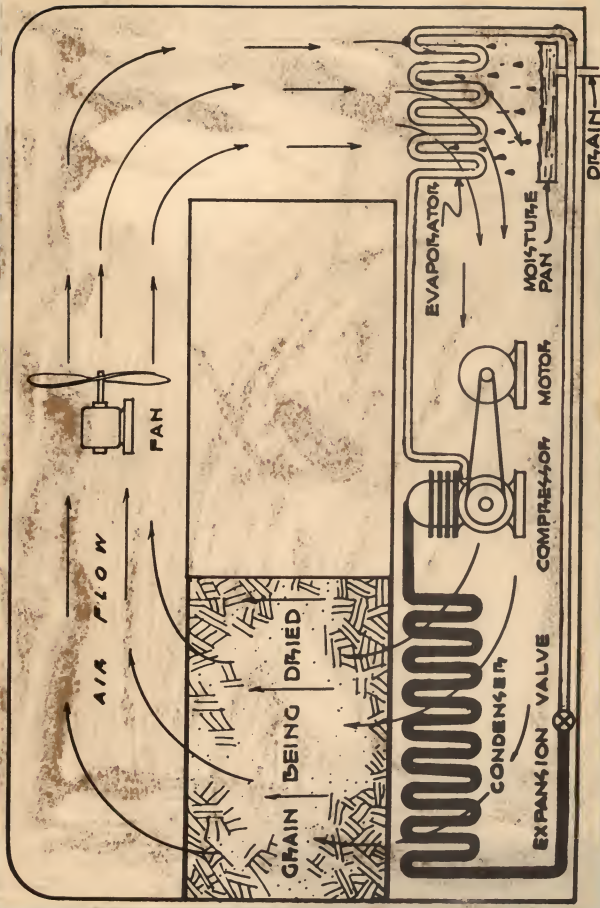 AIR FLOW
FAN
GRAIN BEING DRIED
EVAPORATOR
MOISTURE
PAN
DRAIN
CONDENSER
EXPANSION VALVE
COMPRESSOR
MOTOR